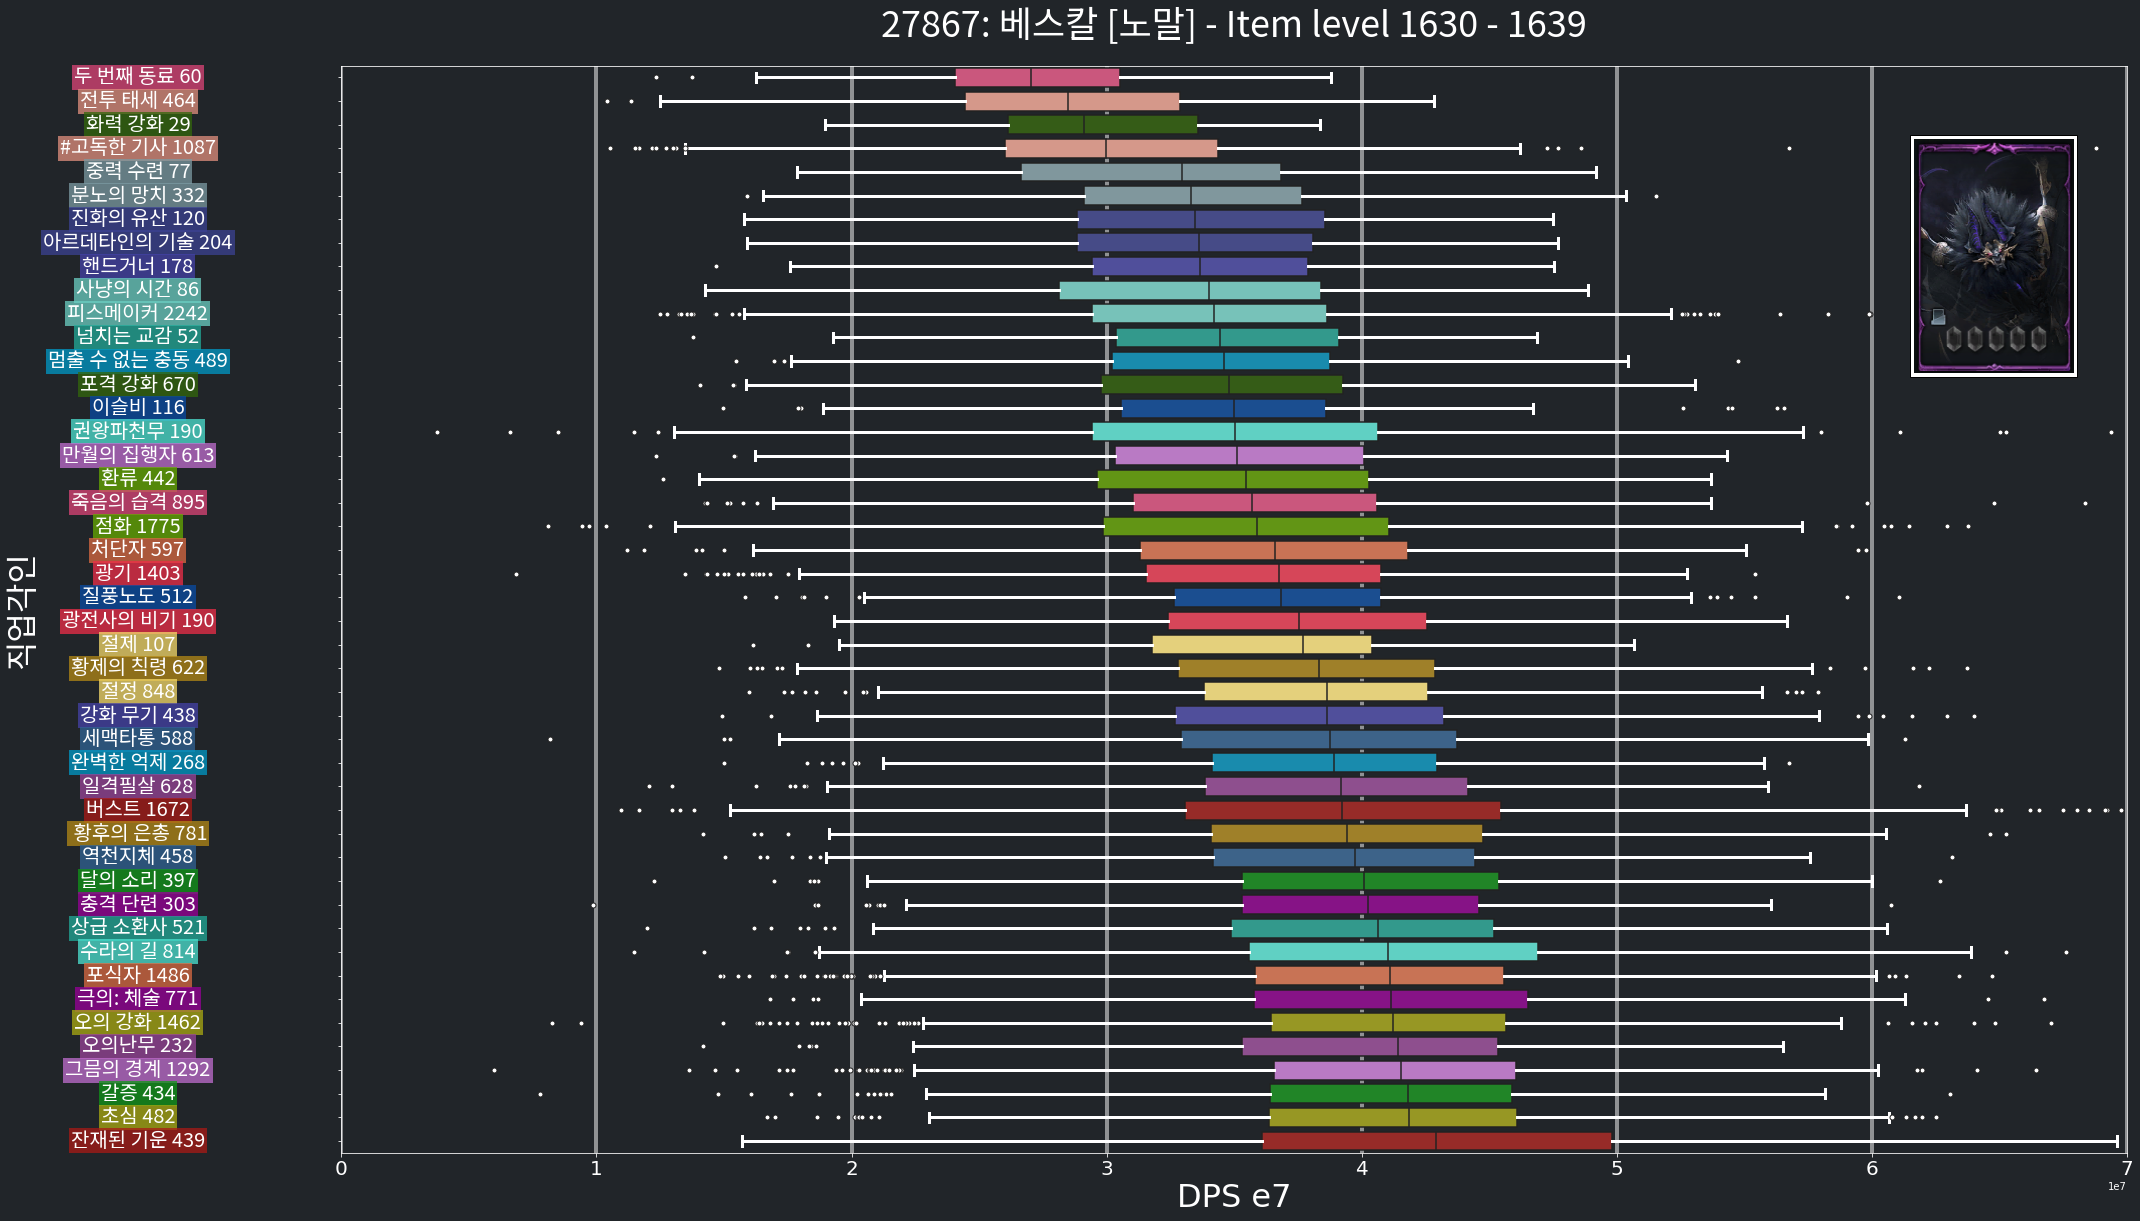 27867: 베스칼 [노말] - Item level 1630 - 1639
두 번째 동료 60
전투 태세 464
화력 강화 29
#고독한 기사 1087
중력 수련 77
분노의 망치 332
진화의 유산 120
아르데타인의 기술 204
핸드거너 178
사냥의 시간 86
피스메이커 2242
넘치는 교감 52
멈출 수 없는 충동 489
포격 강화 670
이슬비 116
권왕파천무 190
만월의 집행자 613
환류 442
죽음의 습격 895
점화 1775
처단자 597
광기 1403
질풍노도 512
광전사의 비기 190
절제 107
황제의 칙령 622
절정 848
강화 무기 438
세맥타통 588
완벽한 억제 268
일격필살 628
버스트 1672
황후의 은총 781
역천지체 458
달의 소리 397
충격 단련 303
상급 소환사 521
수라의 길 814
포식자 1486
극의: 체술 771
오의 강화 1462
오의난무 232
그믐의 경계 1292
갈증 434
초심 482
잔재된 기운 439
직업각인
0 1 2 3 4 5 6 7
1e7
DPS e7